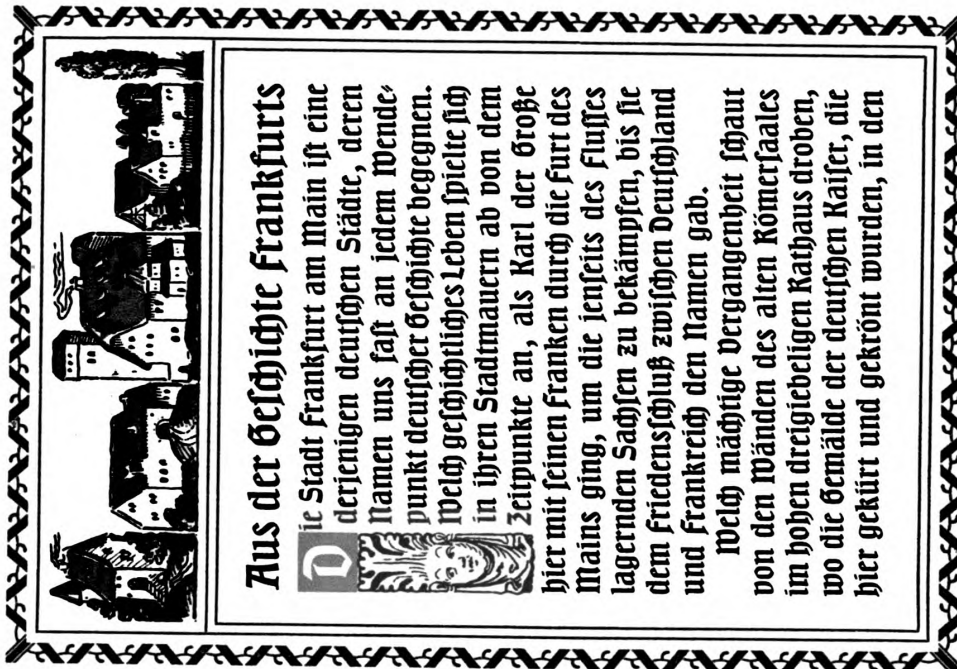 Aus der Geschichte Frankfurts
Die Stadt Frankfurt am Main ist eine
derjenigen deutschen Städte, deren
Namen uns fast an jedem Wende-
punkt deutscher Geschichte begegnen.
Welch geschichtliches Leben spielte sich
in ihren Stadtmauern ab von dem
Zeitpunkte an, als Karl der Große
hier mit seinen Franken durch die Furt des
Mains ging, um die jenseits des Flusses
lagernden Sachsen zu bekämpfen, bis sie
dem Friedensschluß zwischen Deutschland
und Frankreich den Namen gab.
Welch mächtige Vergangenheit schaut
von den Wänden des alten Römersaales
im hohen dreigiebeligen Rathaus droben,
wo die Gemälde der deutschen Kaiser, die
hier gekürt und gekrönt wurden, in den